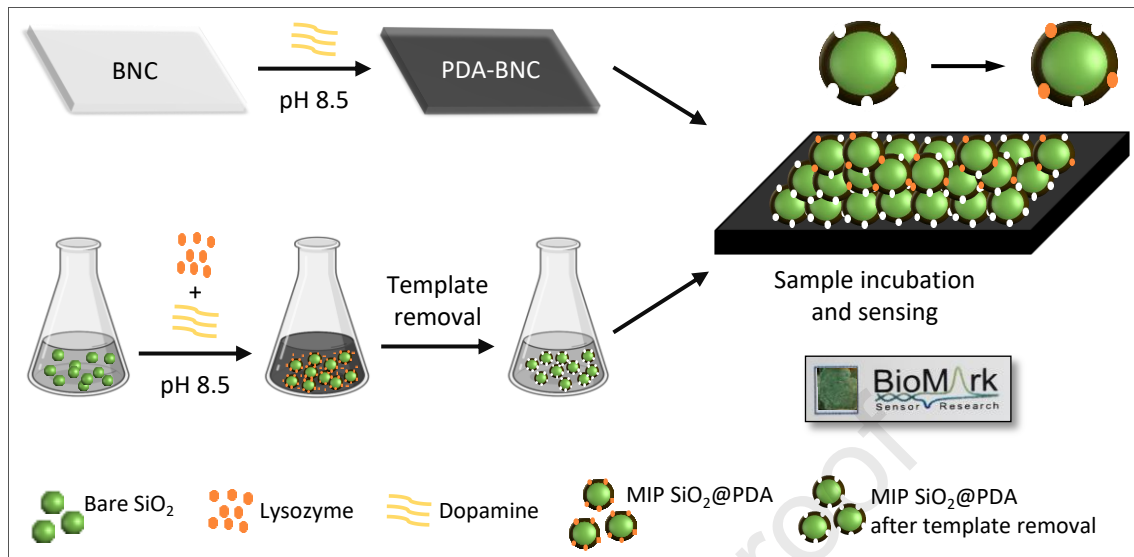 BNC
pH 8.5
PDA-BNC
+
pH 8.5
Template
removal
Sample incubation
and sensing
BioMArk
Sensor Research
Bare SiO₂
Lysozyme
Dopamine
MIP SiO₂@PDA
MIP SiO₂@PDA
after template removal